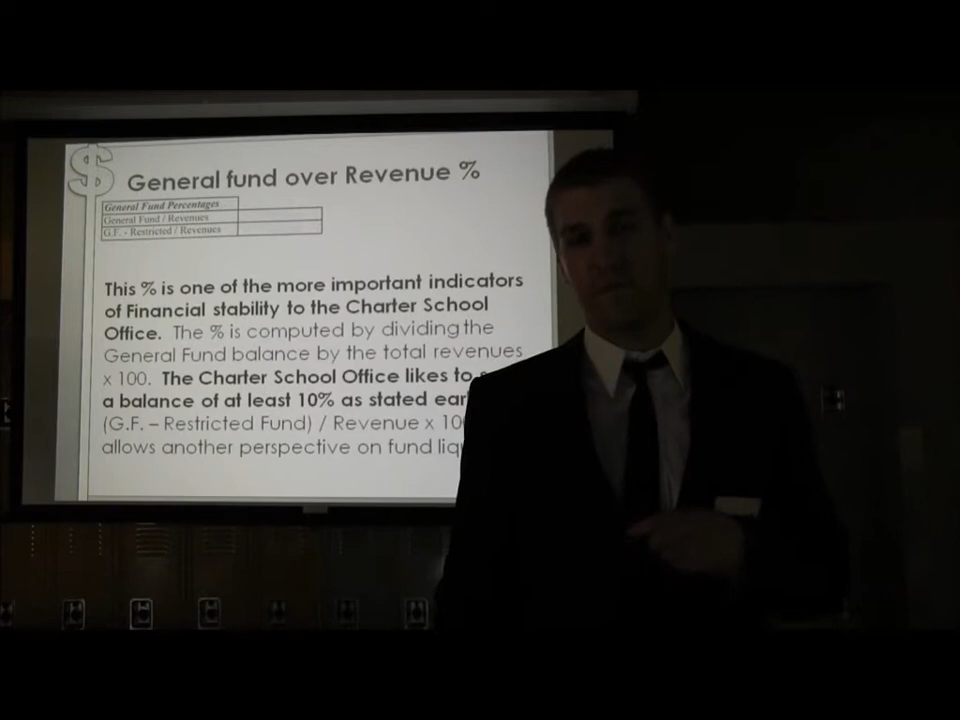 $
General fund over Revenue %
General Fund Percentages
General Fund / Revenues
G.F. - Restricted / Revenues
This % is one of the more important indicators
of Financial stability to the Charter School
Office. The % is computed by dividing the
General Fund balance by the total revenues
x 100. The Charter School Office likes to
a balance of at least 10% as stated
(G.F. – Restricted Fund) / Revenue x
allows another perspective on fund